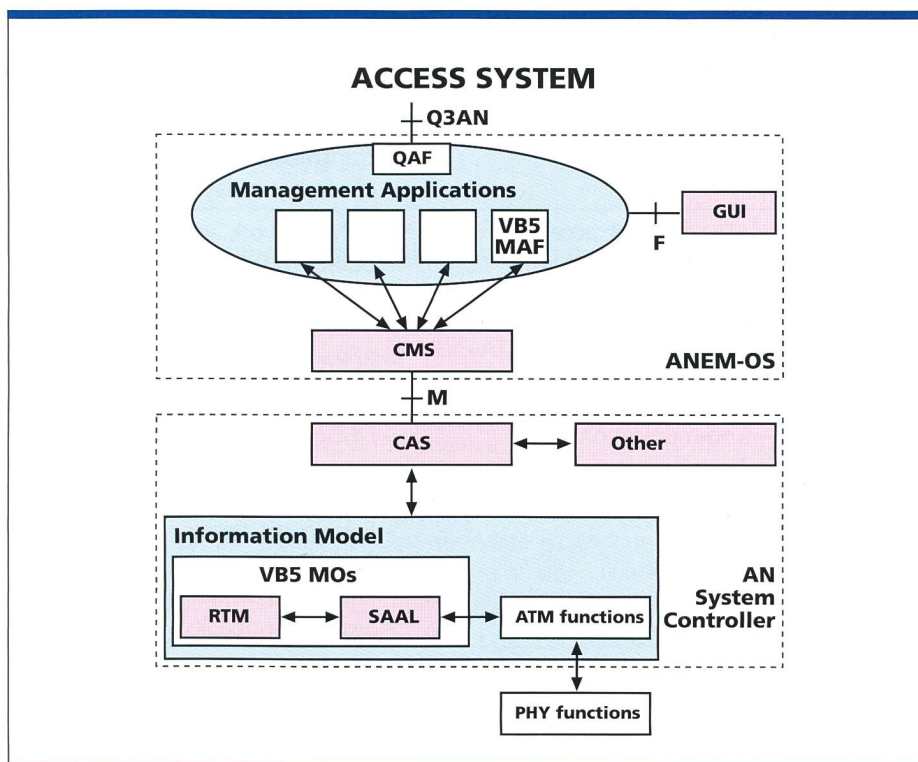 ACCESS SYSTEM
Q3AN
QAF
Management Applications
VB5
MAF
GUI
F
CMS
ANEM-OS
M
CAS
Other
Information Model
VB5 MOs
RTM
SAAL
ATM functions
AN
System
Controller
PHY functions